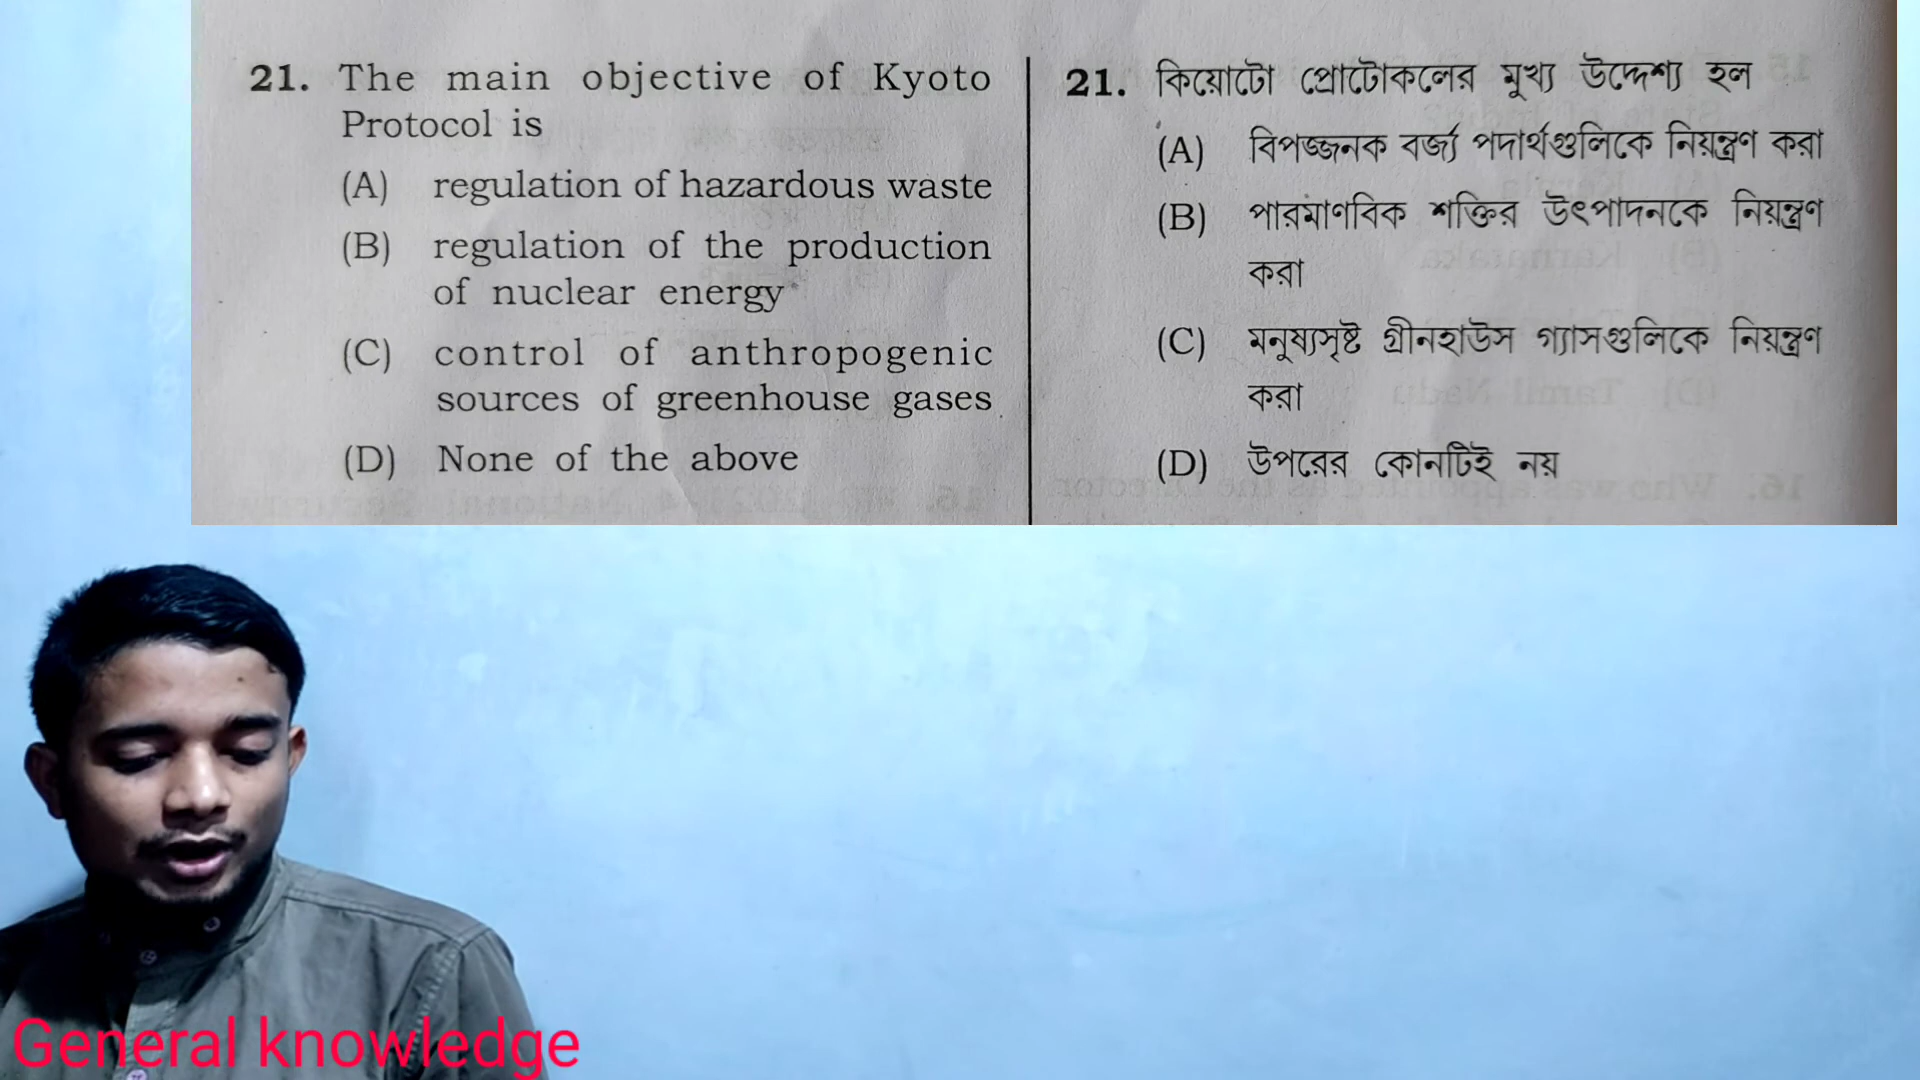 21. The main objective of Kyoto
Protocol is
(A) regulation of hazardous waste
(B) regulation of the production
of nuclear energy
(C) control of anthropogenic
sources of greenhouse gases
(D) None of the above
21. কিয়োটো প্রোটোকলের মুখ্য উদ্দেশ্য হল
(A) বিপজ্জনক বর্জ্য পদার্থগুলিকে নিয়ন্ত্রণ করা
(B) পারমাণবিক শক্তির উৎপাদনকে নিয়ন্ত্রণ
করা
(C) মনুষ্যসৃষ্ট গ্রীনহাউস গ্যাসগুলিকে নিয়ন্ত্রণ
করা
(D) উপরের কোনটিই নয়
General knowledge